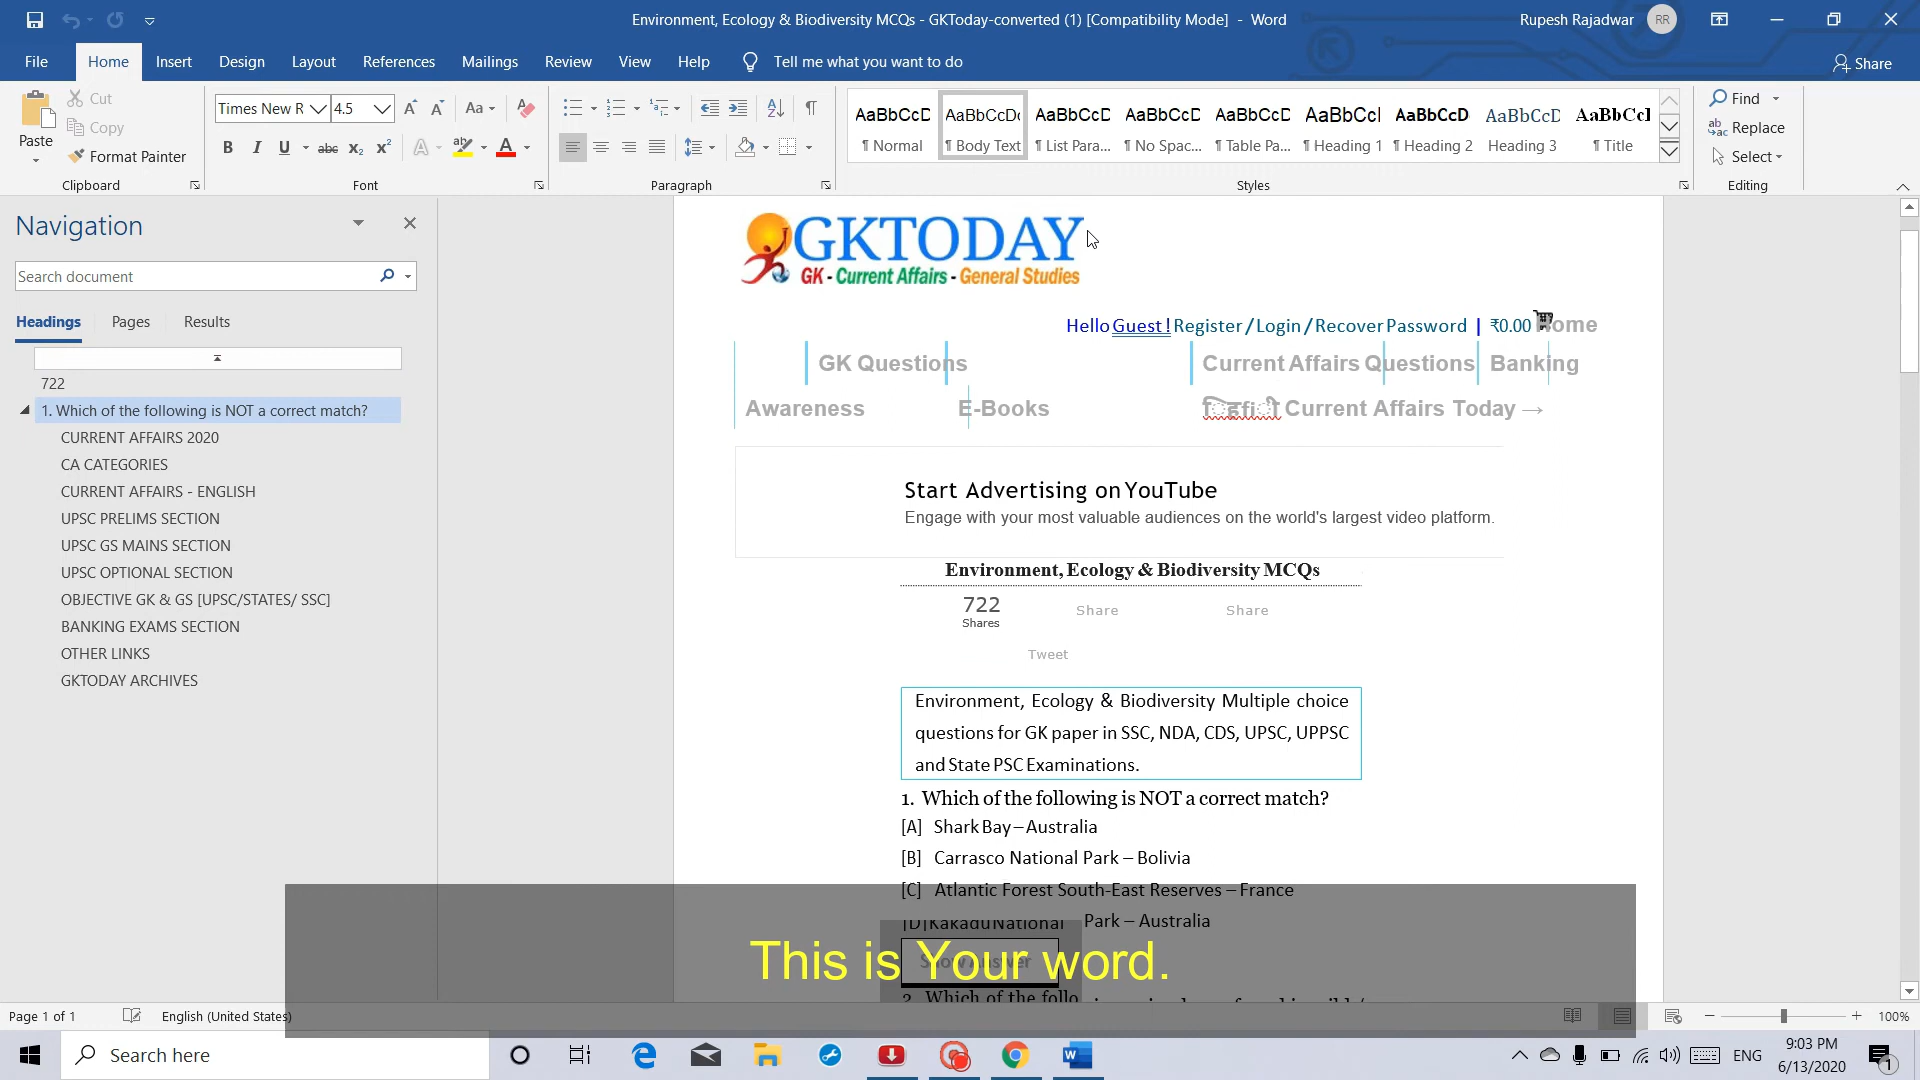 Environment, Ecology & Biodiversity MCQs - GKToday-converted (1) [Compatibility Mode] - Word
Rupesh Rajadwar RR
File Home Insert Design Layout References Mailings Review View Help Tell me what you want to do Share
Paste
Cut
Copy
Format Painter
Clipboard
Times New R 4.5
Font
Paragraph
AaBbCcD AaBbCcDc AaBbCcD AaBbCcD AaBbCcD AaBbCcI AaBbCcD AaBbCcD AaBbCcI
¶ Normal ¶ Body Text ¶ List Para... ¶ No Spac... ¶ Table Pa... ¶ Heading 1 ¶ Heading 2 Heading 3 ¶ Title
Styles
Find
Replace
Select
Editing
Navigation
Search document
Headings Pages Results
722
1. Which of the following is NOT a correct match?
CURRENT AFFAIRS 2020
CA CATEGORIES
CURRENT AFFAIRS - ENGLISH
UPSC PRELIMS SECTION
UPSC GS MAINS SECTION
UPSC OPTIONAL SECTION
OBJECTIVE GK & GS [UPSC/STATES/ SSC]
BANKING EXAMS SECTION
OTHER LINKS
GKTODAY ARCHIVES
GKTODAY
GK - Current Affairs - General Studies
Hello Guest ! Register / Login / Recover Password | ₹0.00 Home
GK Questions Current Affairs Questions Banking
Awareness E-Books Current Affairs Today →
Start Advertising on YouTube
Engage with your most valuable audiences on the world's largest video platform.
Environment, Ecology & Biodiversity MCQs
722
Shares
Share Share
Tweet
Environment, Ecology & Biodiversity Multiple choice
questions for GK paper in SSC, NDA, CDS, UPSC, UPPSC
and State PSC Examinations.
1. Which of the following is NOT a correct match?
[A] Shark Bay – Australia
[B] Carrasco National Park – Bolivia
[C] Atlantic Forest South-East Reserves – France
[D] Kakadu National Park – Australia
Show Answer
This is Your word.
2. Which of the follo
Page 1 of 1 English (United States) 100%
Search here
ENG
9:03 PM
6/13/2020
1